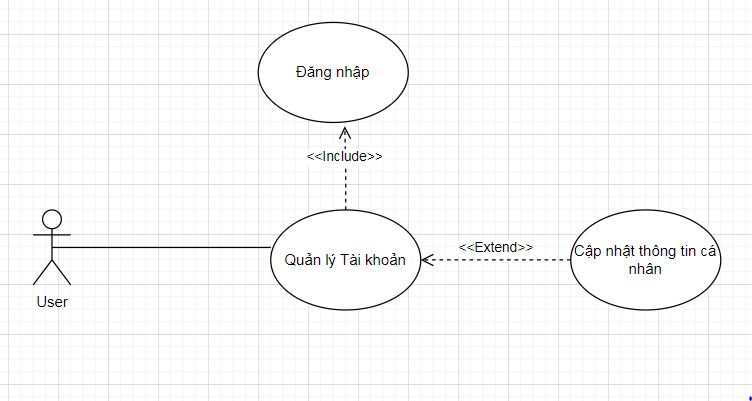 Đăng nhập
<<Include>>
Quản lý Tài khoản
<<Extend>>
Cập nhật thông tin cá
nhân
User